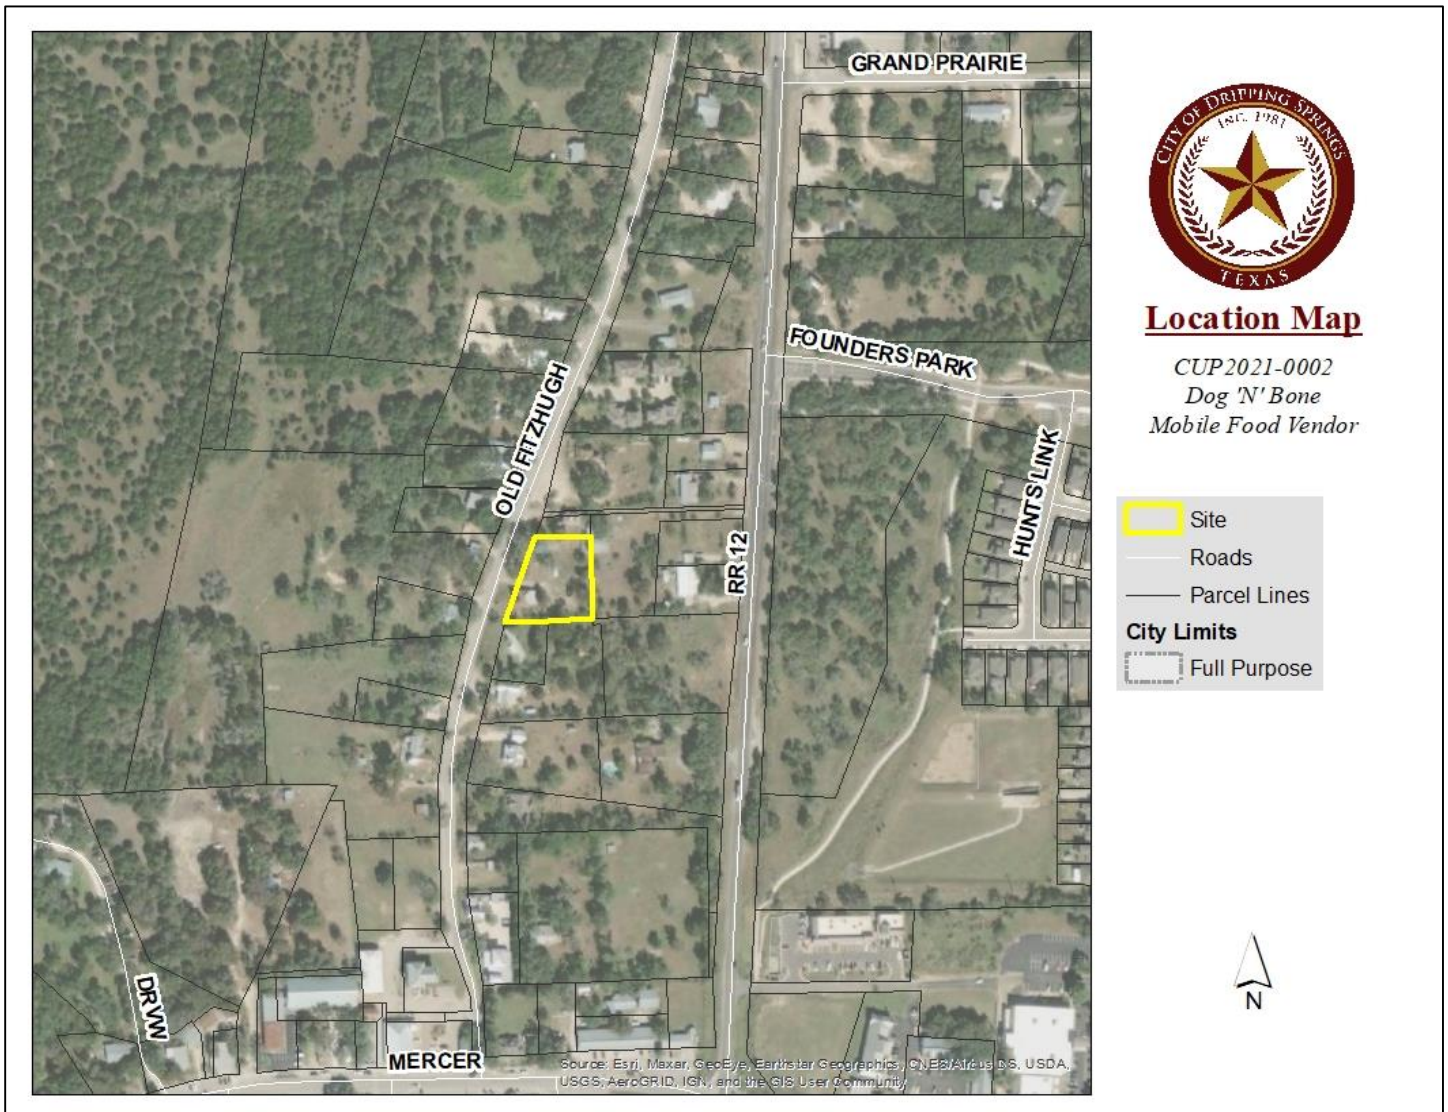 GRAND PRAIRIE
FOUNDERS PARK
OLD FITZHUGH
HUNTS LINK
RR 12
DRVW
MERCER
Source: Esri, Maxar, GeoEye, Earthstar Geographics, CNES/Airbus DS, USDA,
USGS, AeroGRID, IGN, and the GIS User Community
CITY OF DRIPPING SPRINGS
INC. 1981
TEXAS
Location Map
CUP2021-0002
Dog 'N' Bone
Mobile Food Vendor
Site
Roads
Parcel Lines
City Limits
Full Purpose
N